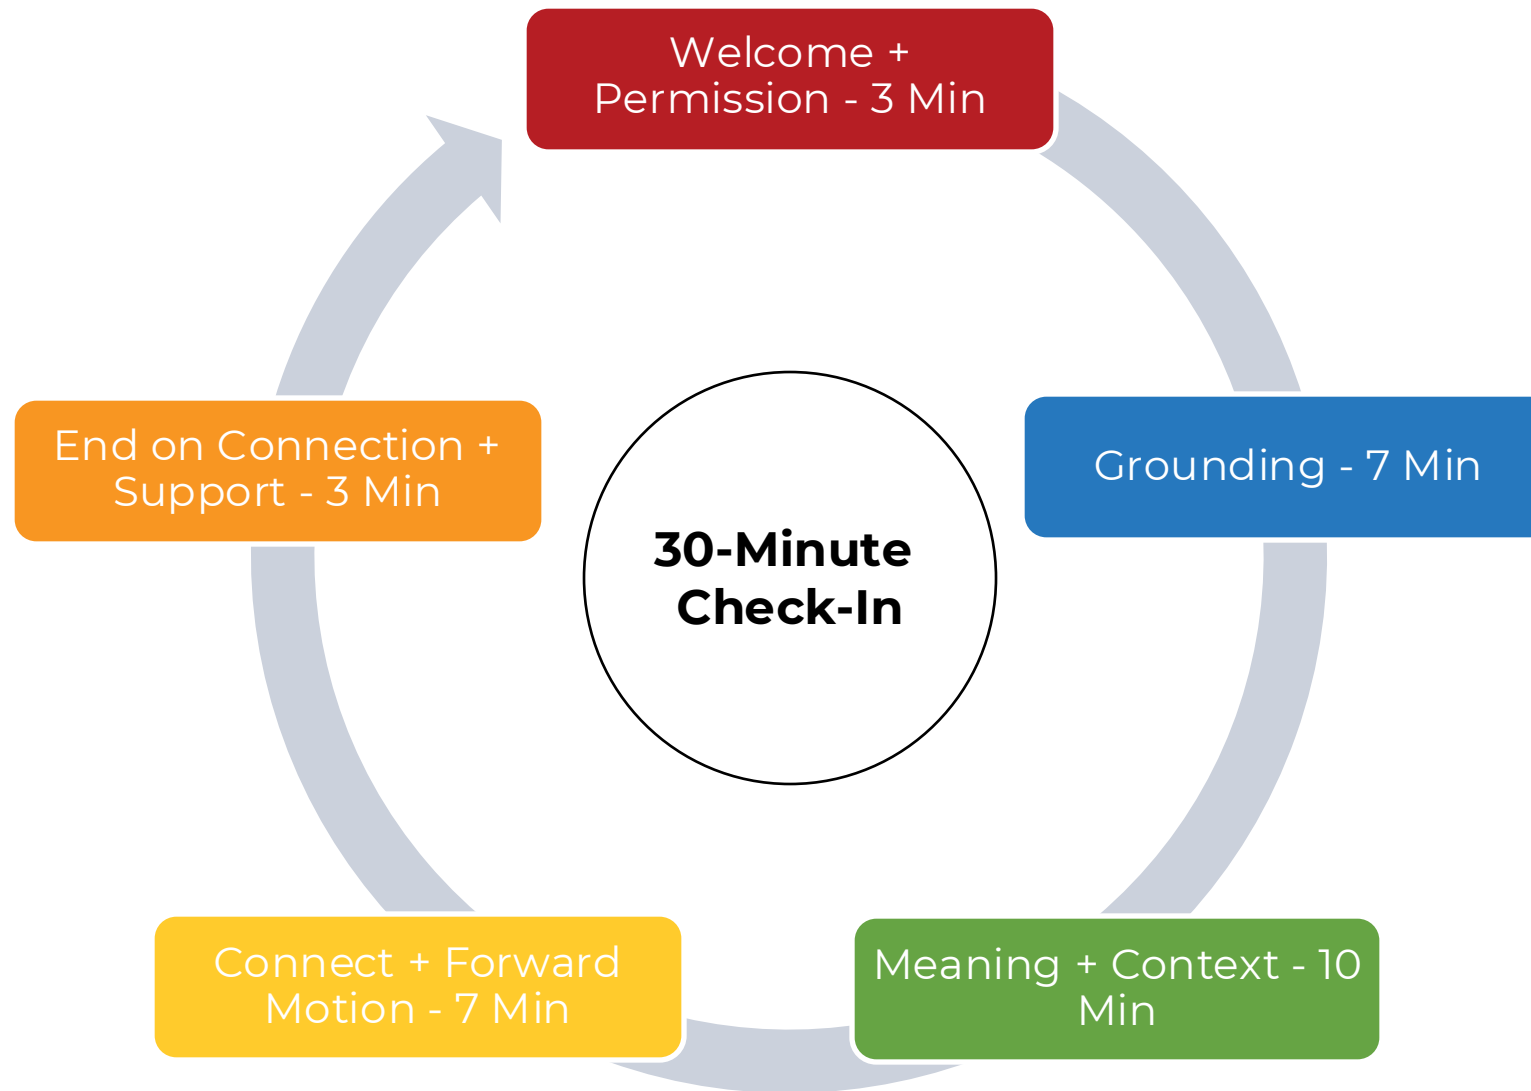 Welcome +
Permission - 3 Min
Grounding - 7 Min
Meaning + Context - 10
Min
Connect + Forward
Motion - 7 Min
End on Connection +
Support - 3 Min
30-Minute
Check-In